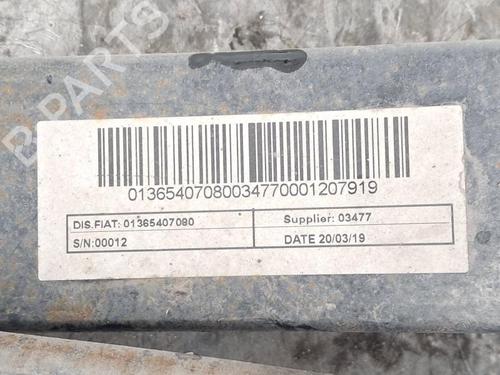 B-PARTS
01365407080034770001207919
DIS.FIAT: 01365407080
Supplier: 03477
S/N:00012
DATE 20/03/19